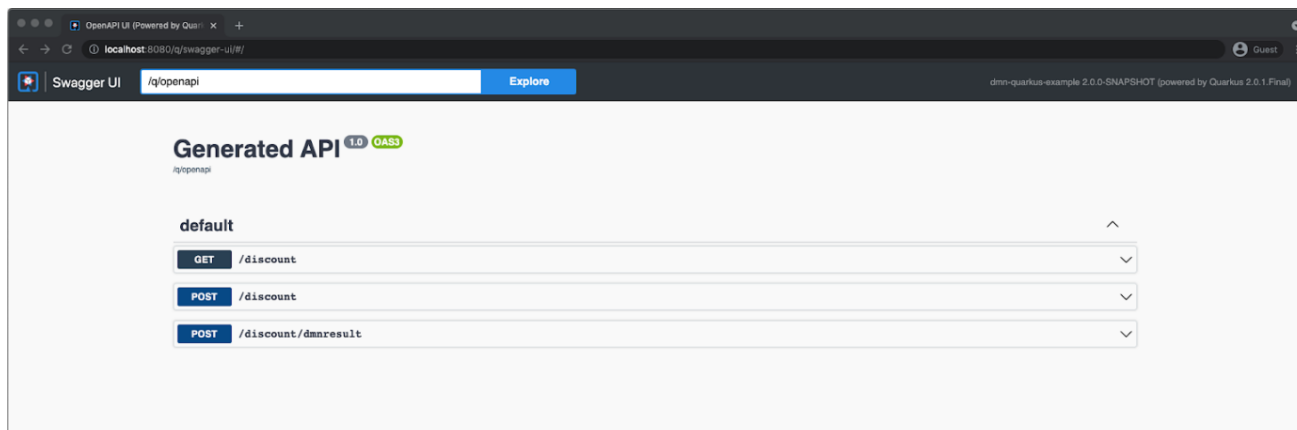 OpenAPI UI (Powered by Quark
localhost:8080/q/swagger-ui/#/
Guest
Swagger UI
/q/openapi
Explore
dmn-quarkus-example 2.0.0-SNAPSHOT (powered by Quarkus 2.0.1.Final)
Generated API 1.0 OAS3
/q/openapi
default
GET /discount
POST /discount
POST /discount/dmnresult